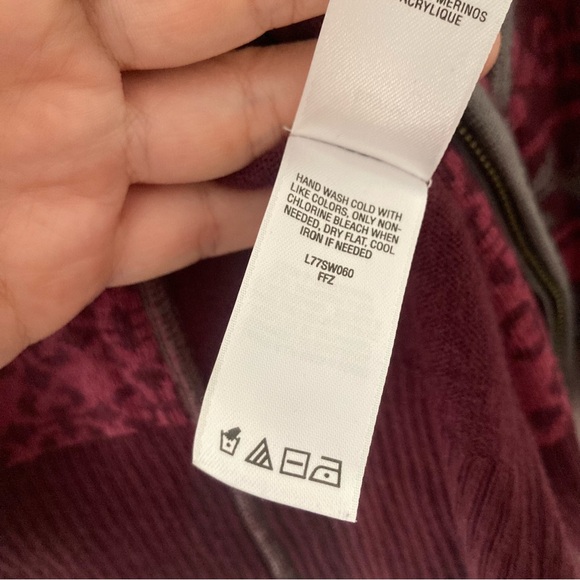 MERINOS
ACRYLIQUE
HAND WASH COLD WITH
LIKE COLORS, ONLY NON-
CHLORINE BLEACH WHEN
NEEDED, DRY FLAT, COOL
IRON IF NEEDED
L77SW060
FFZ